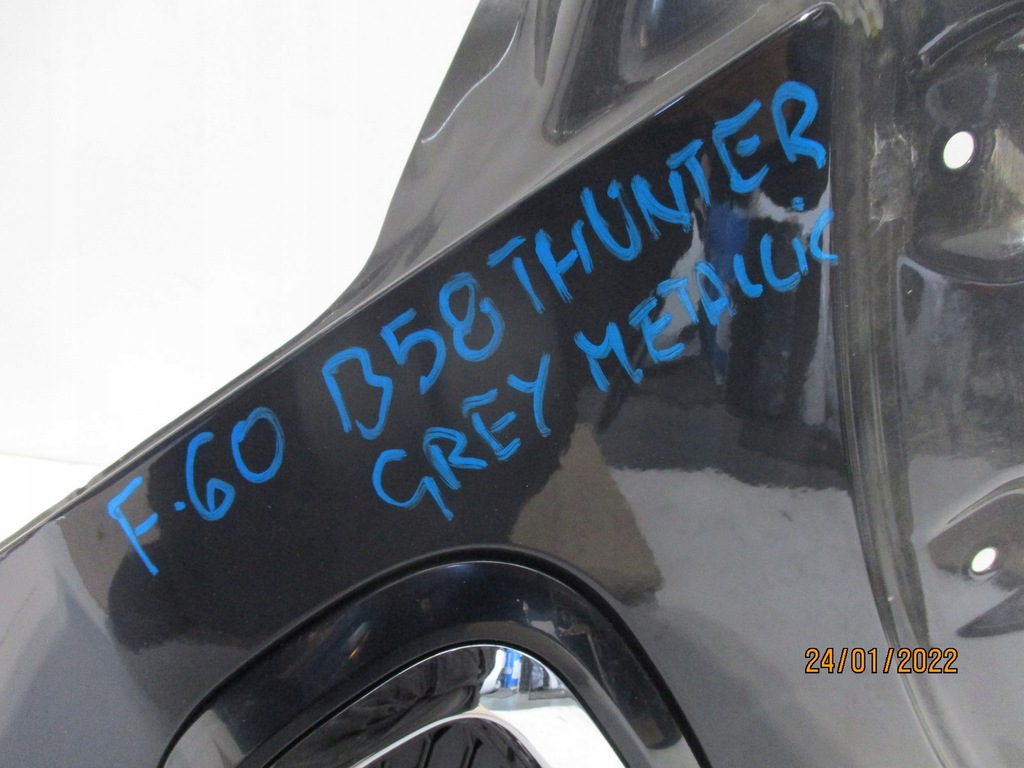 F.60 B58 THUNTER
GREY METALLIC
24/01/2022